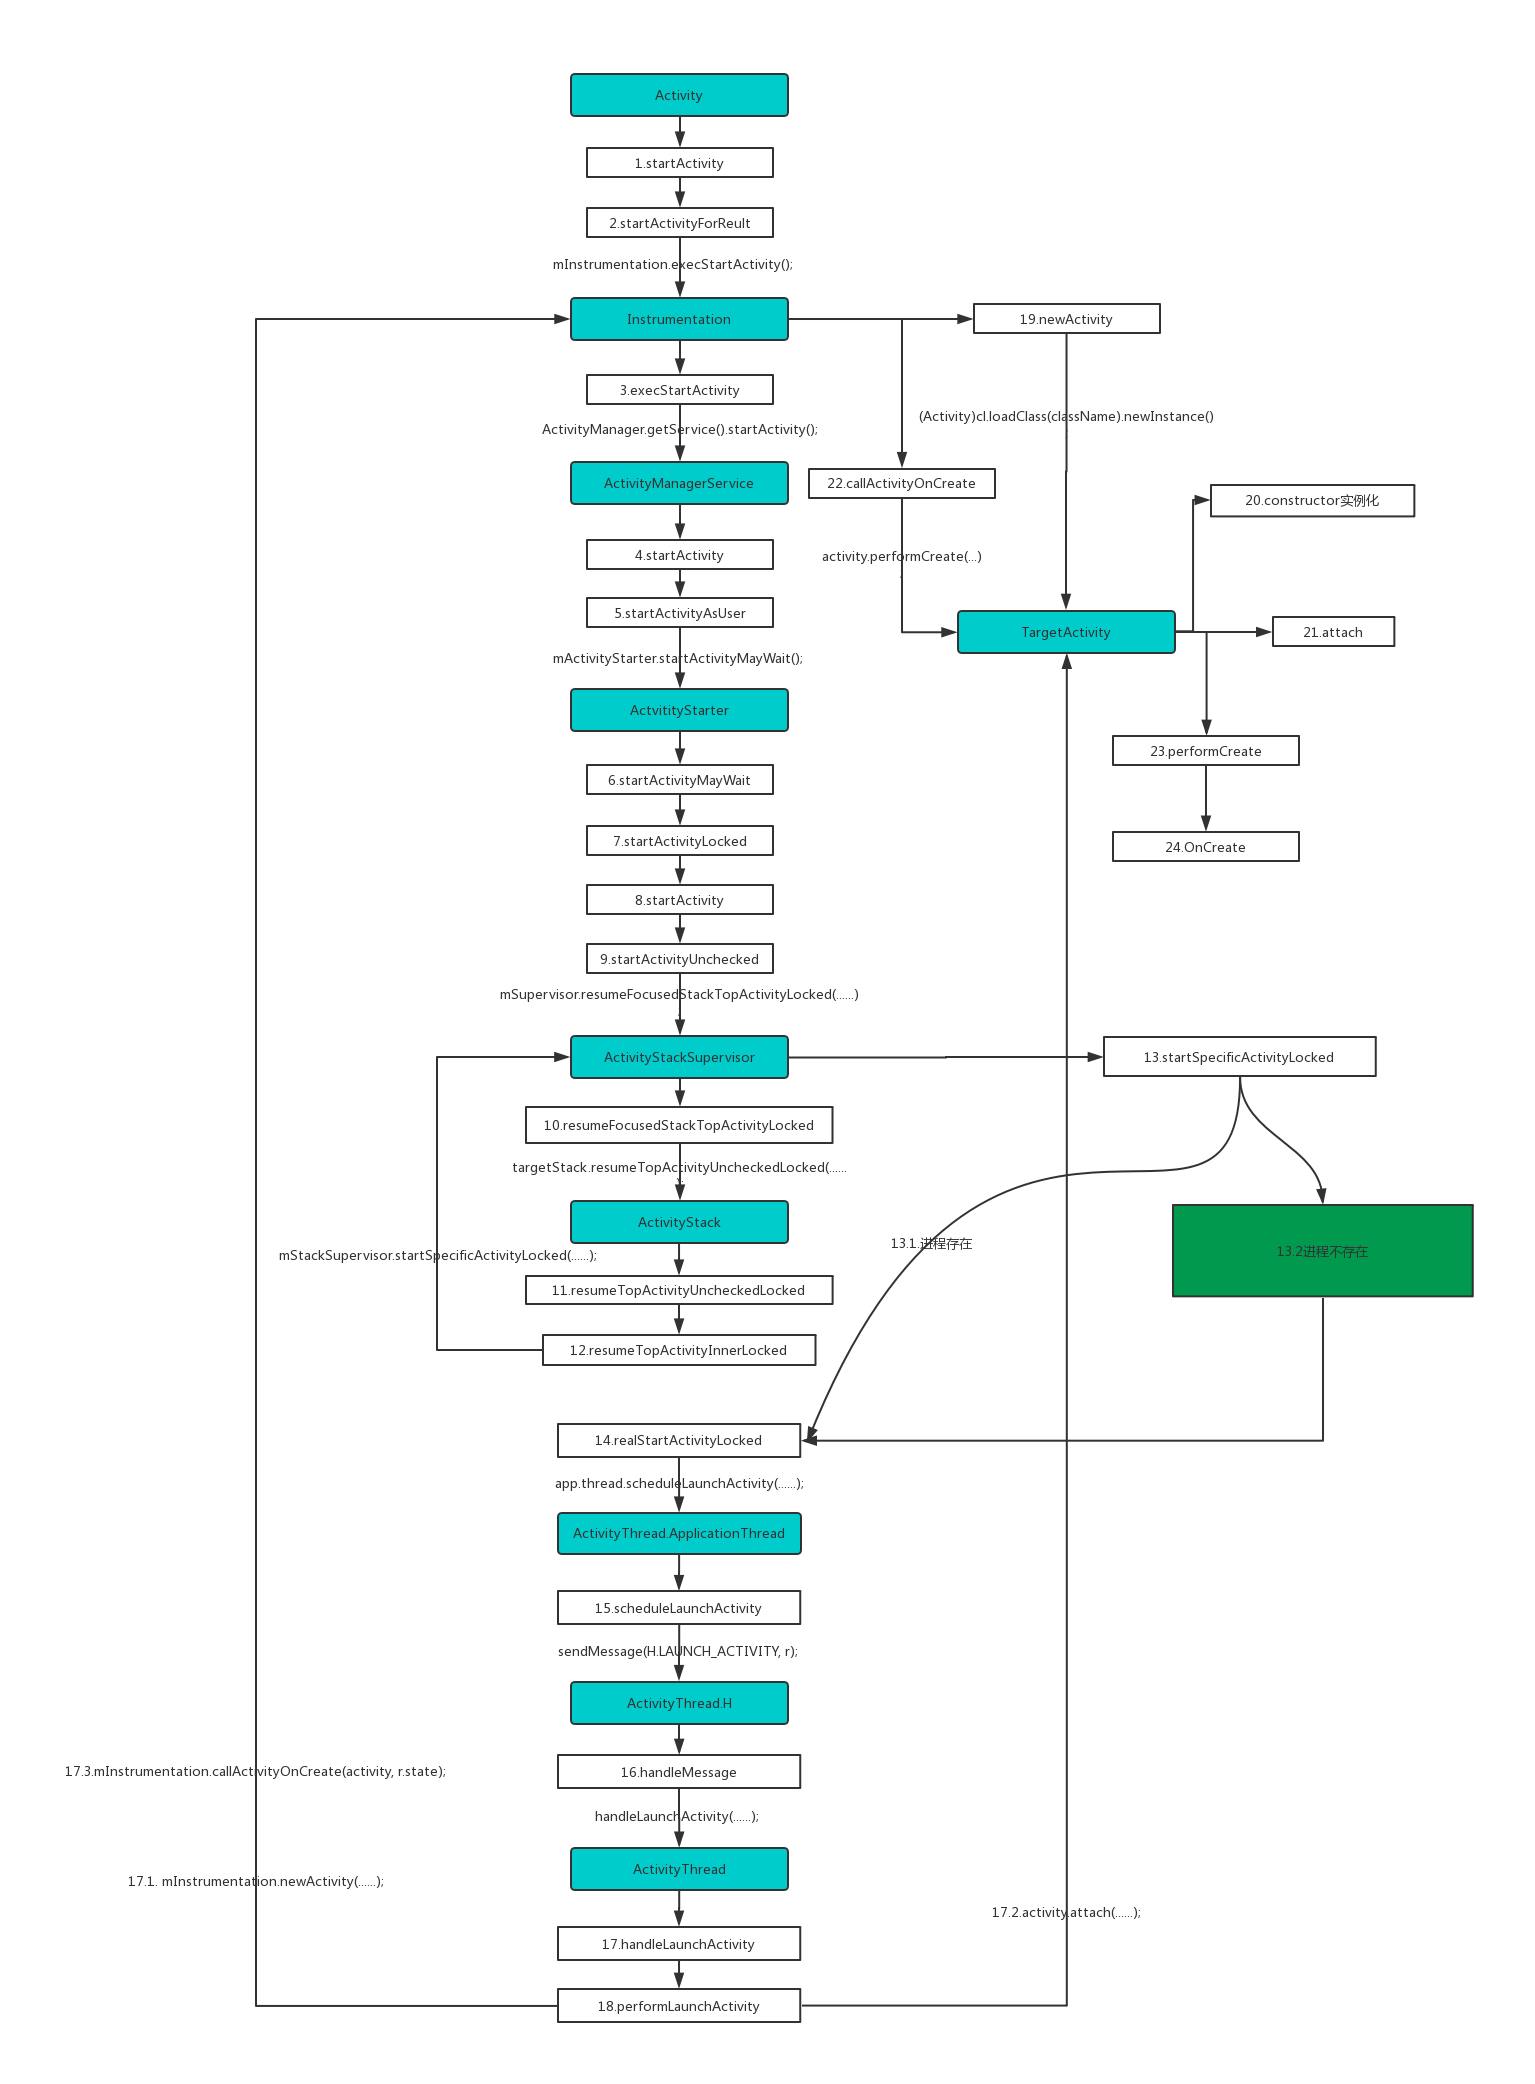 Activity
1.startActivity
2.startActivityForReult
mInstrumentation.execStartActivity();
Instrumentation
19.newActivity
3.execStartActivity
(Activity)cl.loadClass(className).newInstance()
ActivityManager.getService().startActivity();
ActivityManagerService
22.callActivityOnCreate
20.constructor实例化
4.startActivity
activity.performCreate(...)
5.startActivityAsUser
TargetActivity
21.attach
mActivityStarter.startActivityMayWait();
ActvitityStarter
23.performCreate
6.startActivityMayWait
7.startActivityLocked
24.OnCreate
8.startActivity
9.startActivityUnchecked
mSupervisor.resumeFocusedStackTopActivityLocked(......)
ActivityStackSupervisor
13.startSpecificActivityLocked
10.resumeFocusedStackTopActivityLocked
targetStack.resumeTopActivityUncheckedLocked(......
ActivityStack
13.1.进程存在
13.2进程不存在
mStackSupervisor.startSpecificActivityLocked(......);
11.resumeTopActivityUncheckedLocked
12.resumeTopActivityInnerLocked
14.realStartActivityLocked
app.thread.scheduleLaunchActivity(......);
ActivityThread.ApplicationThread
15.scheduleLaunchActivity
sendMessage(H.LAUNCH_ACTIVITY, r);
ActivityThread.H
17.3.mInstrumentation.callActivityOnCreate(activity, r.state);
16.handleMessage
handleLaunchActivity(......);
ActivityThread
17.1. mInstrumentation.newActivity(......);
17.2.activity.attach(......);
17.handleLaunchActivity
18.performLaunchActivity